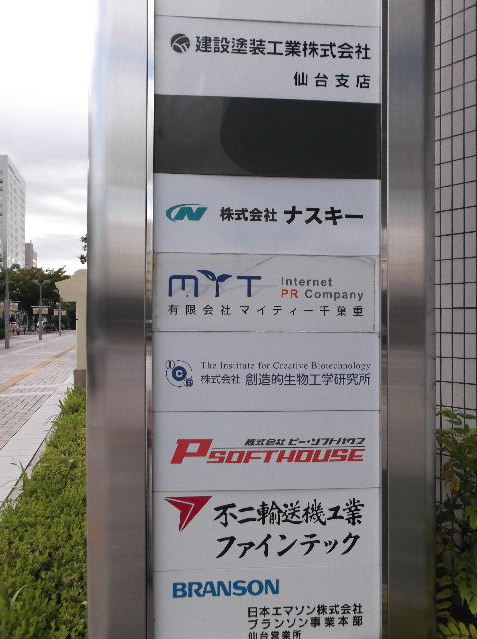 建設塗装工業株式会社
仙台支店
株式会社 ナスキー
MYT Internet
PR Company
有限会社マイティー千葉重
The Institute for Creative Biotechnology
株式会社 創造的生物工学研究所
株式会社 ピー・ソフトハウス
PSOFTHOUSE
不二輸送機工業
ファインテック
BRANSON
日本エマソン株式会社
ブランソン事業本部
仙台営業所